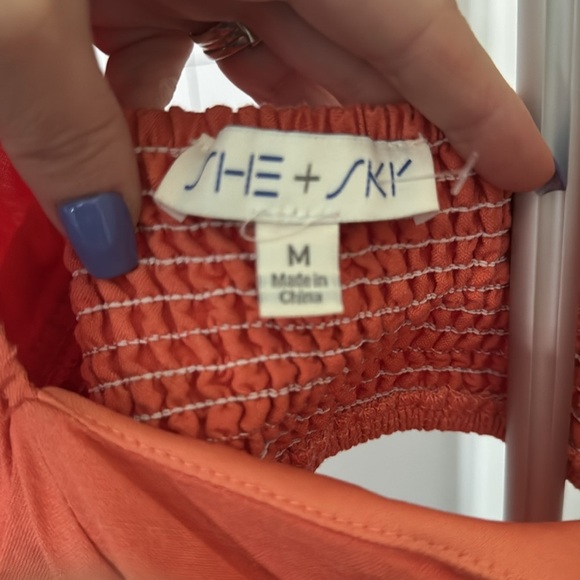 SHE + SKY
M
Made in
China